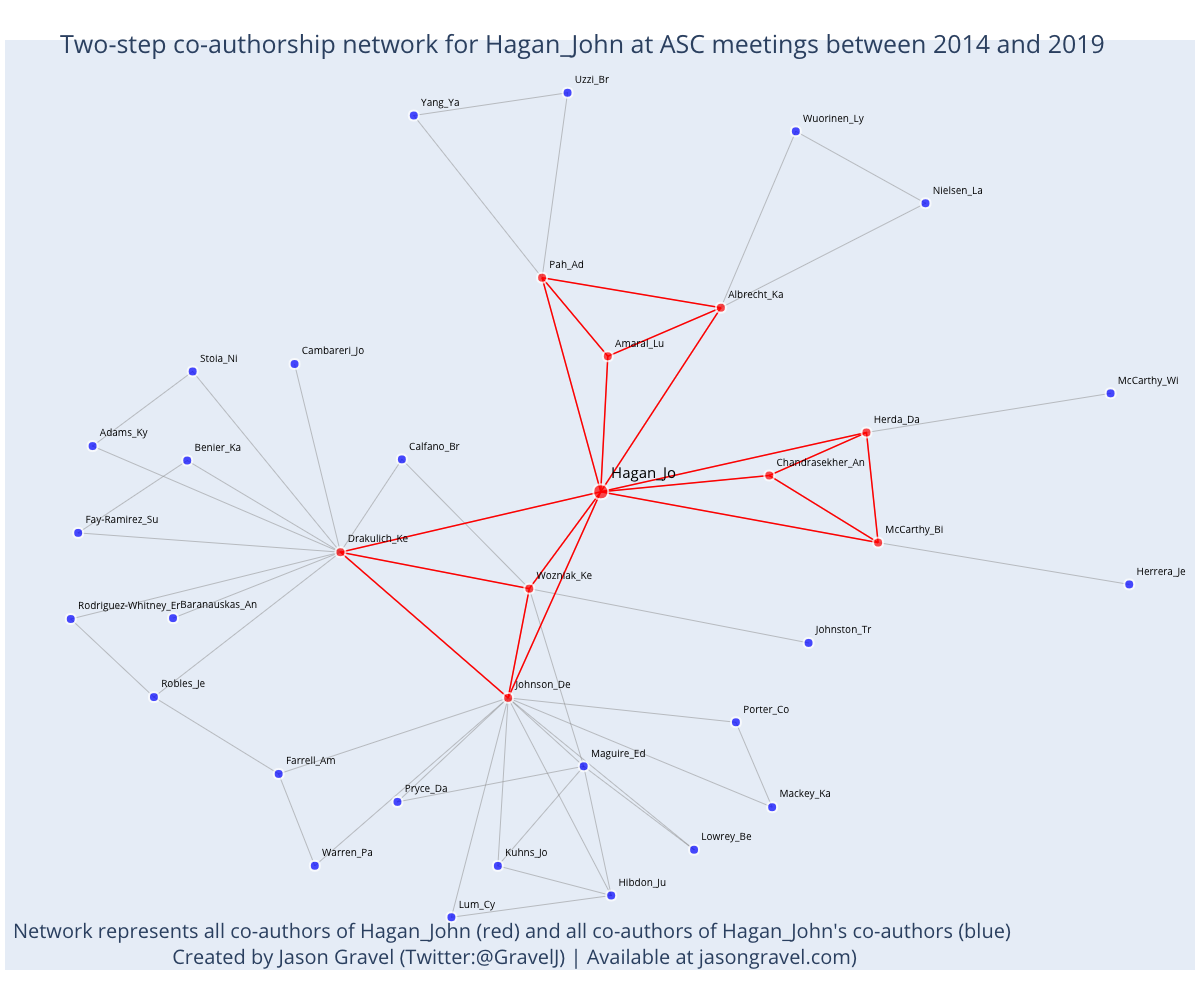 Two-step co-authorship network for Hagan_John at ASC meetings between 2014 and 2019
Uzzi_Br
Yang_Ya
Wuorinen_Ly
Nielsen_La
Pah_Ad
Albrecht_Ka
Amaral_Lu
Cambareri_Jo
Stoia_Ni
McCarthy_Wi
Herda_Da
Adams_Ky
Benier_Ka
Calfano_Br
Chandrasekher_An
Hagan_Jo
Fay-Ramirez_Su
McCarthy_Bi
Drakulich_Ke
Herrera_Je
Wozniak_Ke
Rodriguez-Whitney_Er
Baranauskas_An
Johnston_Tr
Robles_Je
Johnson_De
Porter_Co
Maguire_Ed
Farrell_Am
Pryce_Da
Mackey_Ka
Lowrey_Be
Warren_Pa
Kuhns_Jo
Hibdon_Ju
Lum_Cy
Network represents all co-authors of Hagan_John (red) and all co-authors of Hagan_John's co-authors (blue)
Created by Jason Gravel (Twitter:@GravelJ) | Available at jasongravel.com)